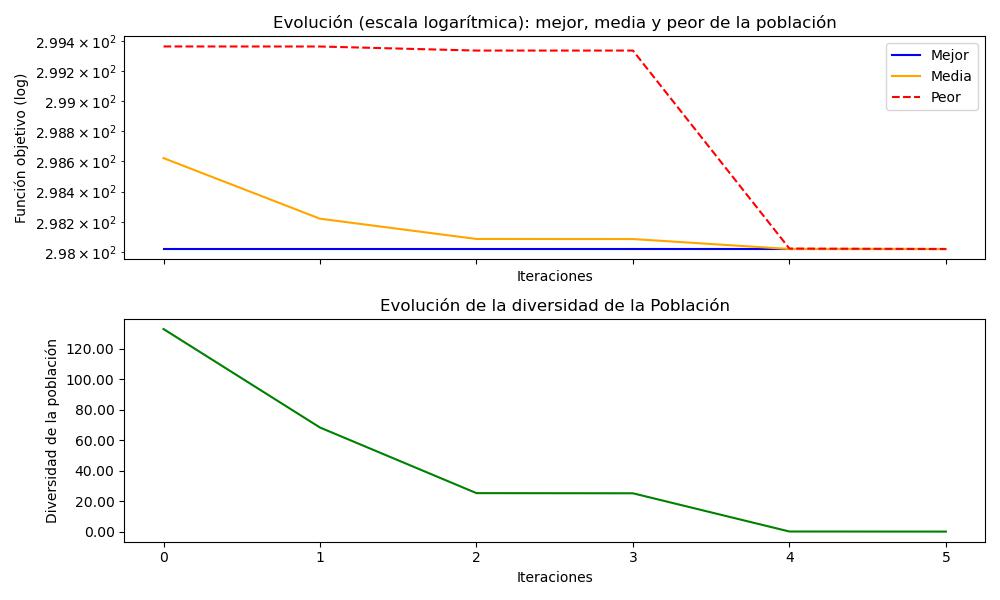 Evolución (escala logarítmica): mejor, media y peor de la población
Función objetivo (log)
2.994 × 10²
2.992 × 10²
2.99 × 10²
2.988 × 10²
2.986 × 10²
2.984 × 10²
2.982 × 10²
2.98 × 10²
Mejor
Media
Peor
Iteraciones
Evolución de la diversidad de la Población
Diversidad de la población
120.00
100.00
80.00
60.00
40.00
20.00
0.00
0 1 2 3 4 5
Iteraciones